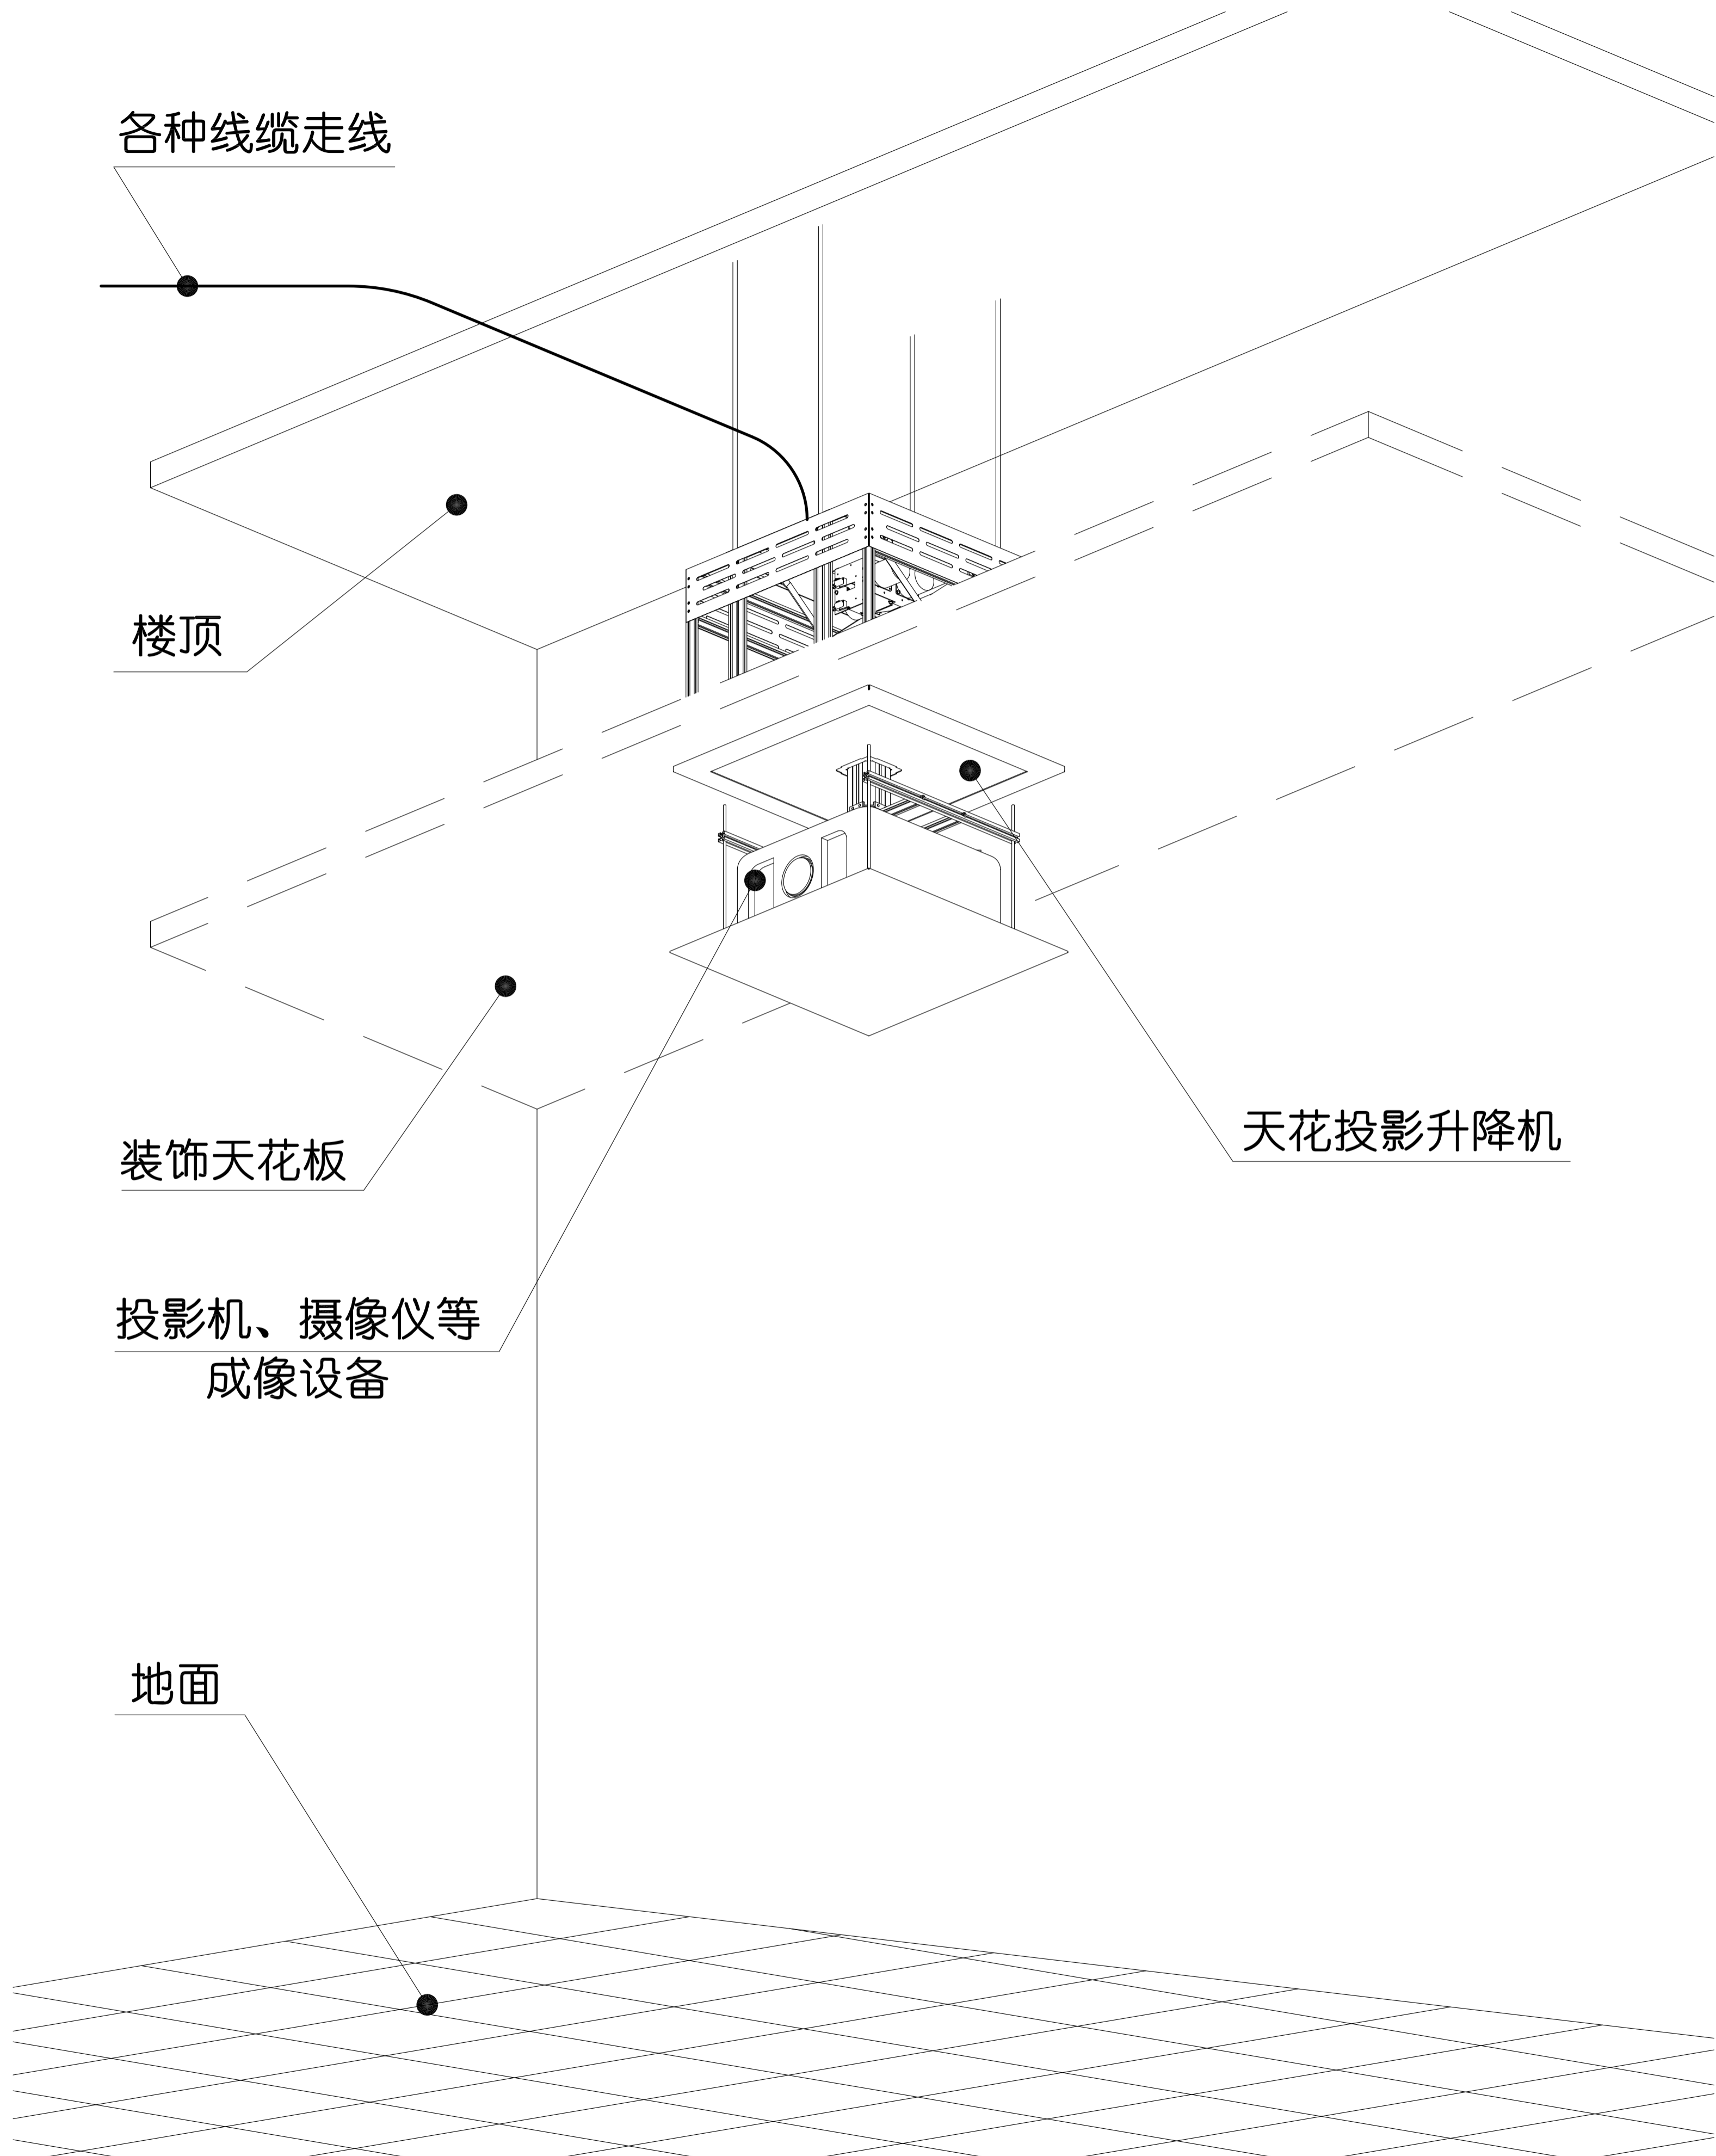 各种线缆走线
楼顶
装饰天花板
天花投影升降机
投影机、摄像仪等
成像设备
地面